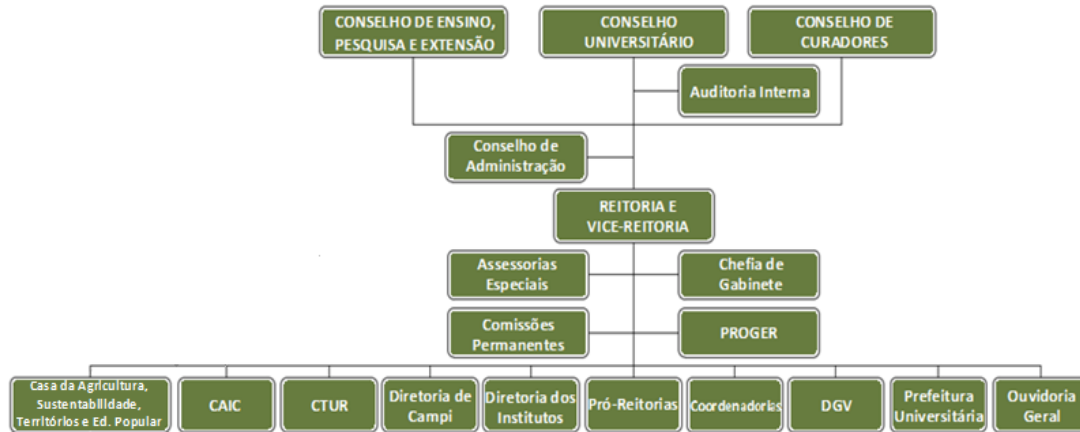 CONSELHO DE ENSINO,
PESQUISA E EXTENSÃO
CONSELHO
UNIVERSITÁRIO
CONSELHO DE
CURADORES
Auditoria Interna
Conselho de
Administração
REITORIA E
VICE-REITORIA
Assessorias
Especiais
Chefia de
Gabinete
Comissões
Permanentes
PROGER
Casa da Agricultura,
Sustentabilidade,
Territórios e Ed. Popular
CAIC
CTUR
Diretoria de
Campi
Diretoria dos
Institutos
Pró-Reitorias
Coordenadorias
DGV
Prefeitura
Universitária
Ouvidoria
Geral